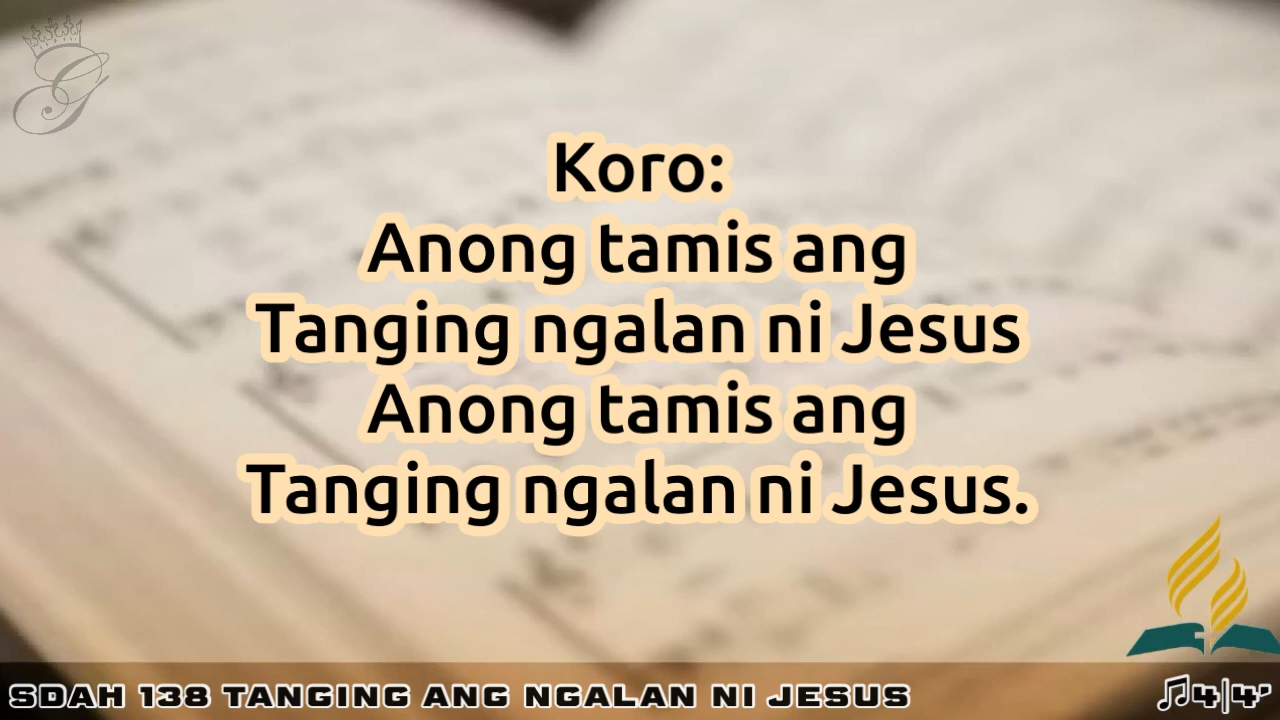 Koro:
Anong tamis ang
Tanging ngalan ni Jesus
Anong tamis ang
Tanging ngalan ni Jesus.
SDAH 138 TANGING ANG NGALAN NI JESUS
4|4